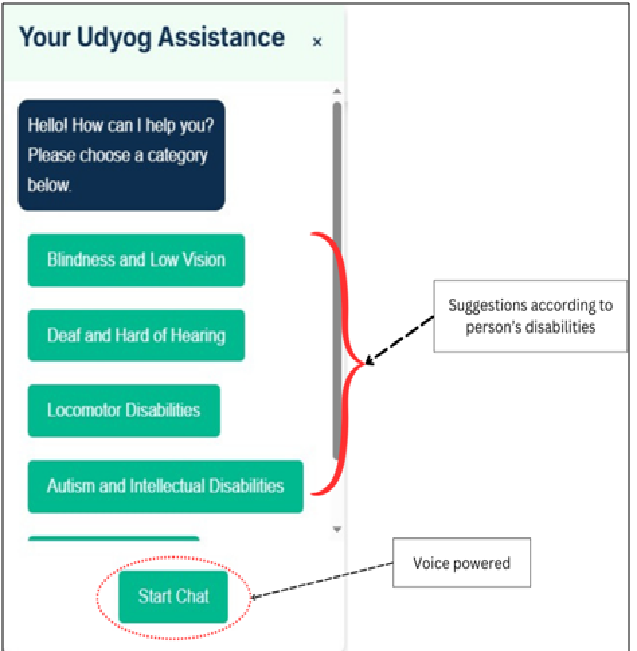 Your Udyog Assistance ×
Hello! How can I help you?
Please choose a category
below.
Blindness and Low Vision
Deaf and Hard of Hearing
Locomotor Disabilities
Autism and Intellectual Disabilities
Suggestions according to
person's disabilities
Start Chat
Voice powered